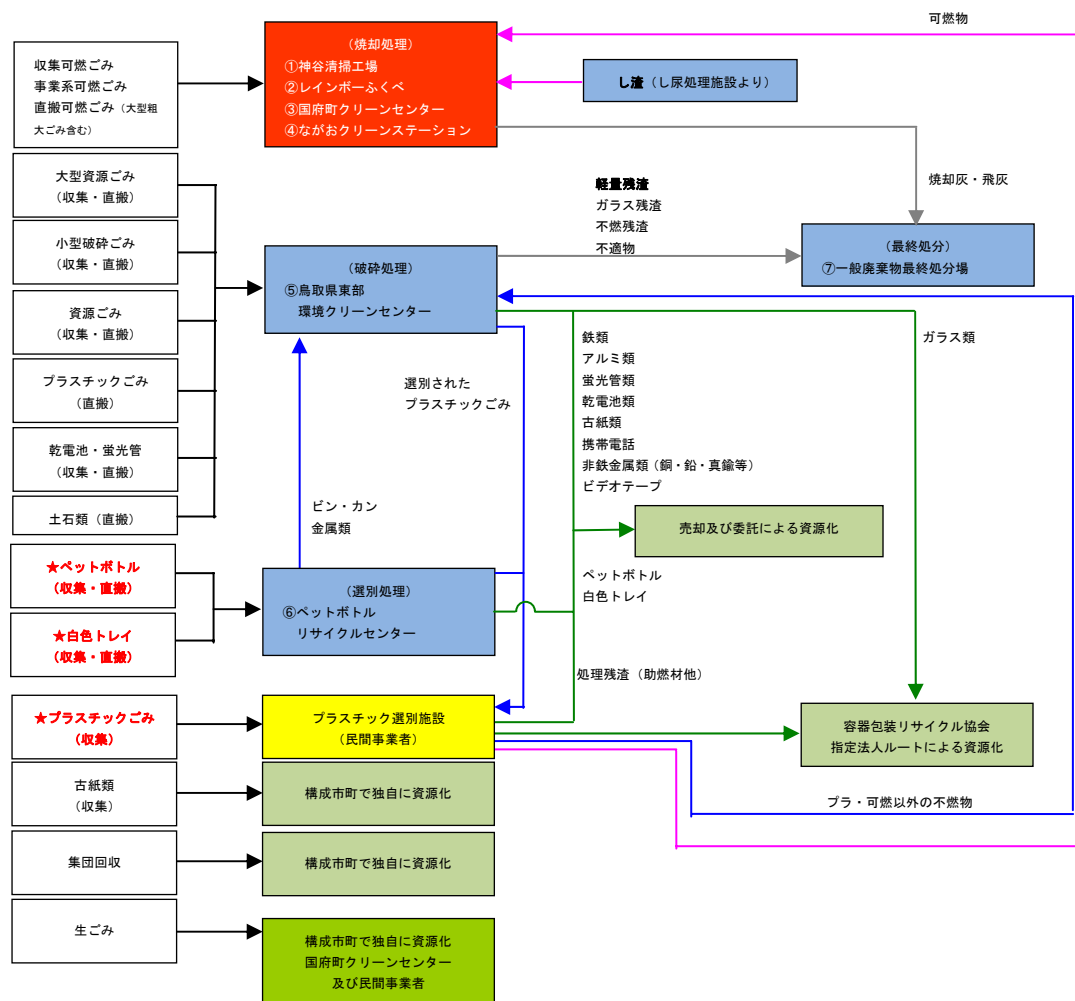 可燃物
収集可燃ごみ
事業系可燃ごみ
直搬可燃ごみ(大型粗
大ごみ含む)
(焼却処理)
①神谷清掃工場
②レインボーふくべ
③国府町クリーンセンター
④ながおクリーンステーション
し渣(し尿処理施設より)
焼却灰・飛灰
大型資源ごみ
(収集・直搬)
小型破砕ごみ
(収集・直搬)
資源ごみ
(収集・直搬)
プラスチックごみ
(直搬)
乾電池・蛍光管
(収集・直搬)
土石類(直搬)
(破砕処理)
⑤鳥取県東部
環境クリーンセンター
軽量残渣
ガラス残渣
不燃残渣
不適物
(最終処分)
⑦一般廃棄物最終処分場
選別された
プラスチックごみ
鉄類
アルミ類
蛍光管類
乾電池類
古紙類
携帯電話
非鉄金属類(銅・鉛・真鍮等)
ビデオテープ
ガラス類
ビン・カン
金属類
売却及び委託による資源化
★ペットボトル
(収集・直搬)
★白色トレイ
(収集・直搬)
(選別処理)
⑥ペットボトル
リサイクルセンター
ペットボトル
白色トレイ
処理残渣(助燃材他)
★プラスチックごみ
(収集)
プラスチック選別施設
(民間事業者)
容器包装リサイクル協会
指定法人ルートによる資源化
プラ・可燃以外の不燃物
古紙類
(収集)
構成市町で独自に資源化
集団回収
構成市町で独自に資源化
生ごみ
構成市町で独自に資源化
国府町クリーンセンター
及び民間事業者